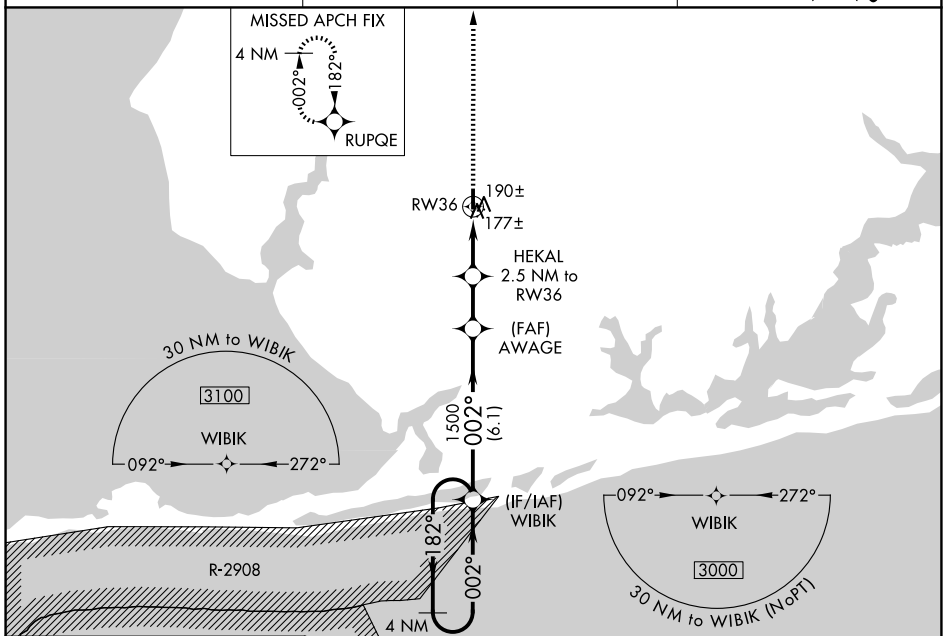 MISSED APCH FIX
4 NM
002°
182°
RUPQE
RW36
190±
177±
HEKAL
2.5 NM to
RW36
(FAF)
AWAGE
30 NM to WIBIK
3100
WIBIK
092°
272°
1500
002°
(6.1)
(IF/IAF)
WIBIK
182°
002°
4 NM
R-2908
092°
272°
WIBIK
3000
30 NM to WIBIK (NoPT)